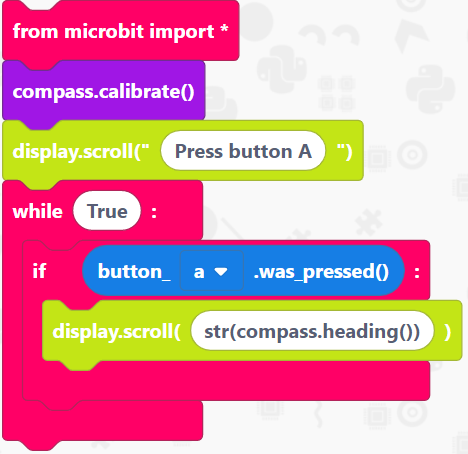 from microbit import *
compass.calibrate()
display.scroll(" Press button A ")
while True :
if button_ a .was_pressed() :
display.scroll( str(compass.heading()) )